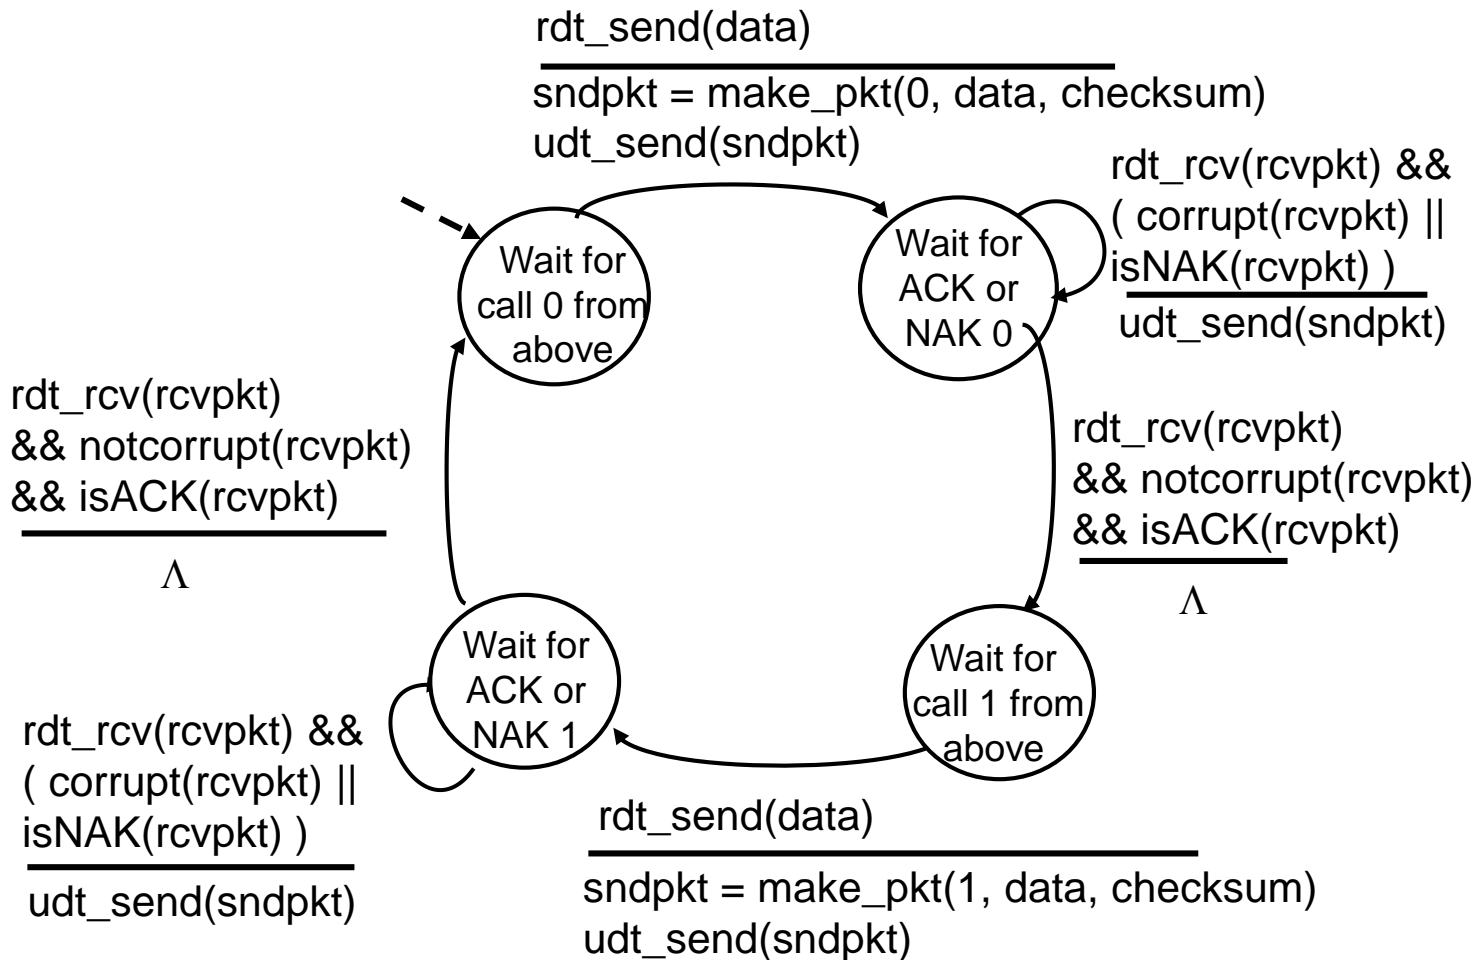 rdt_send(data)
sndpkt = make_pkt(0, data, checksum)
udt_send(sndpkt)
Wait for
call 0 from
above
Wait for
ACK or
NAK 0
rdt_rcv(rcvpkt) &&
( corrupt(rcvpkt) ||
isNAK(rcvpkt) )
udt_send(sndpkt)
rdt_rcv(rcvpkt)
&& notcorrupt(rcvpkt)
&& isACK(rcvpkt)
Λ
rdt_rcv(rcvpkt)
&& notcorrupt(rcvpkt)
&& isACK(rcvpkt)
Λ
Wait for
ACK or
NAK 1
Wait for
call 1 from
above
rdt_rcv(rcvpkt) &&
( corrupt(rcvpkt) ||
isNAK(rcvpkt) )
udt_send(sndpkt)
rdt_send(data)
sndpkt = make_pkt(1, data, checksum)
udt_send(sndpkt)